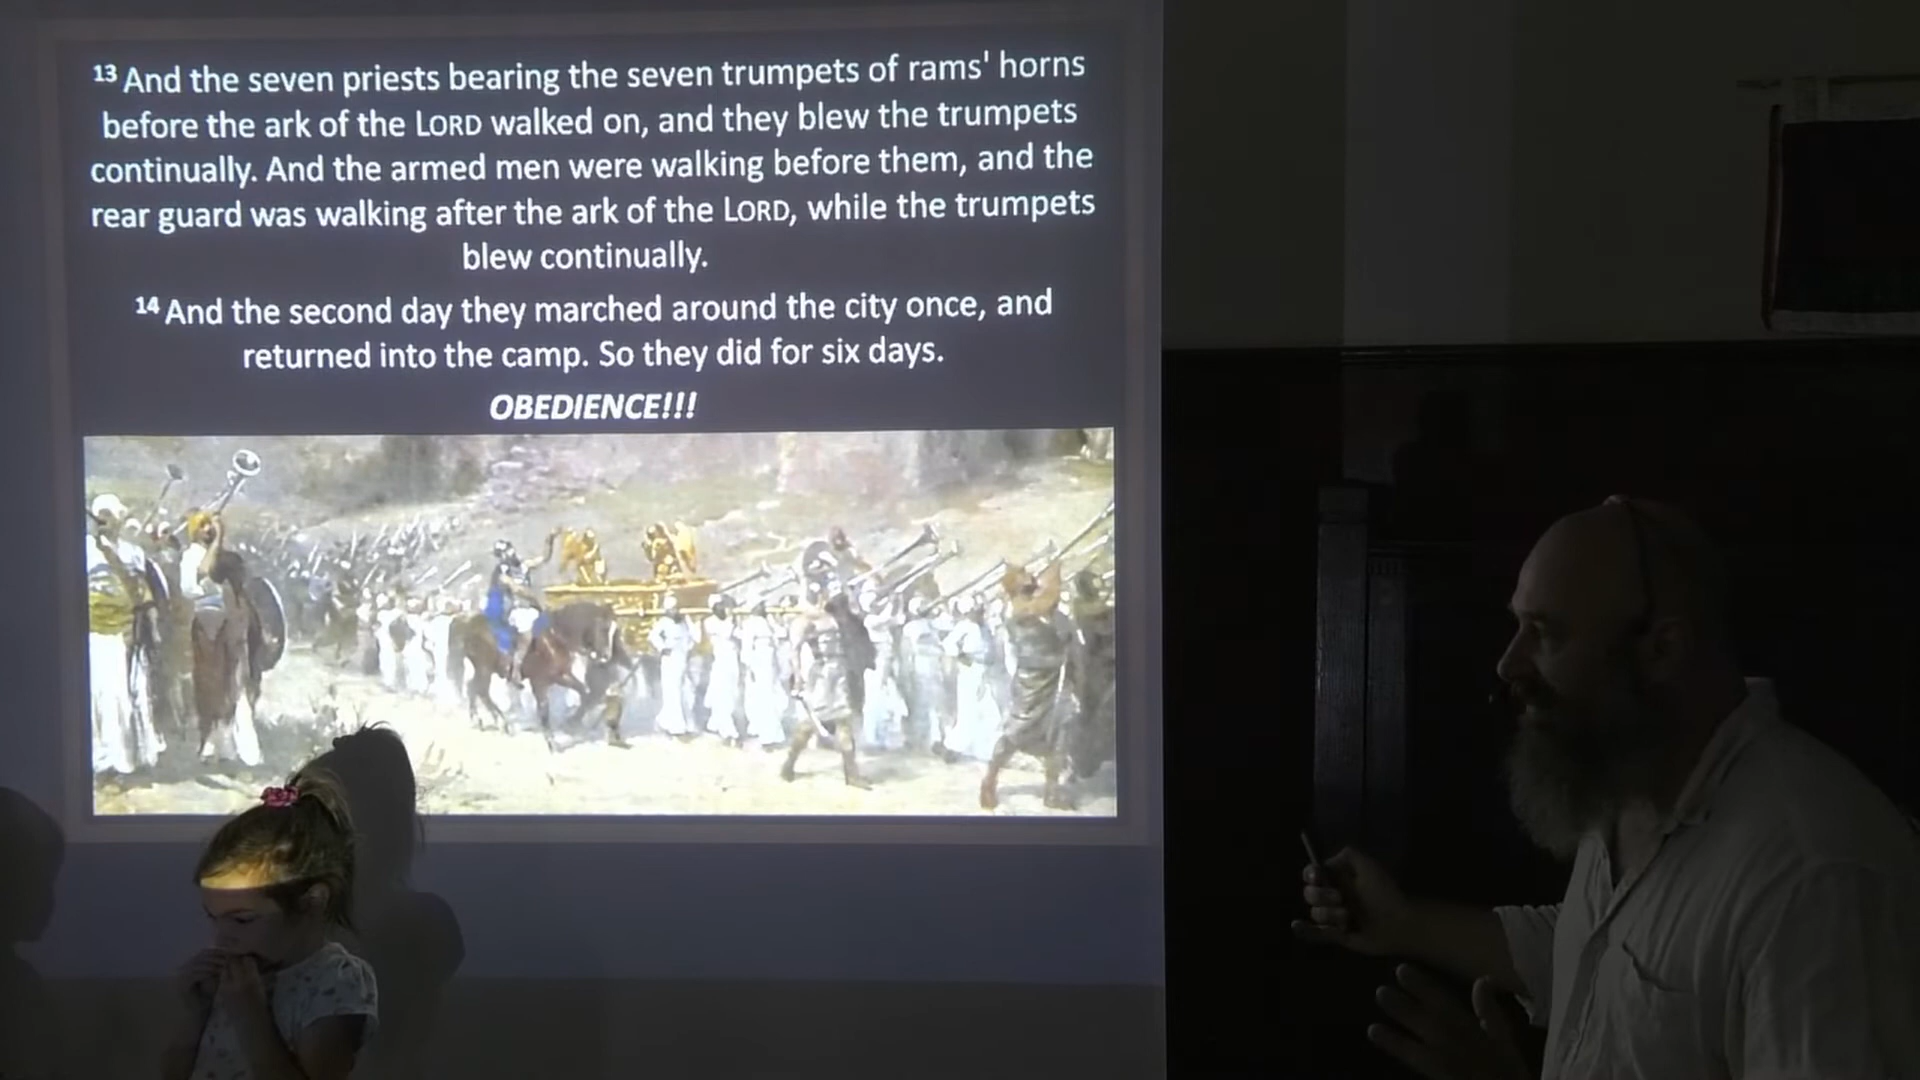 13 And the seven priests bearing the seven trumpets of rams' horns
before the ark of the LORD walked on, and they blew the trumpets
continually. And the armed men were walking before them, and the
rear guard was walking after the ark of the LORD, while the trumpets
blew continually.
14 And the second day they marched around the city once, and
returned into the camp. So they did for six days.
OBEDIENCE!!!